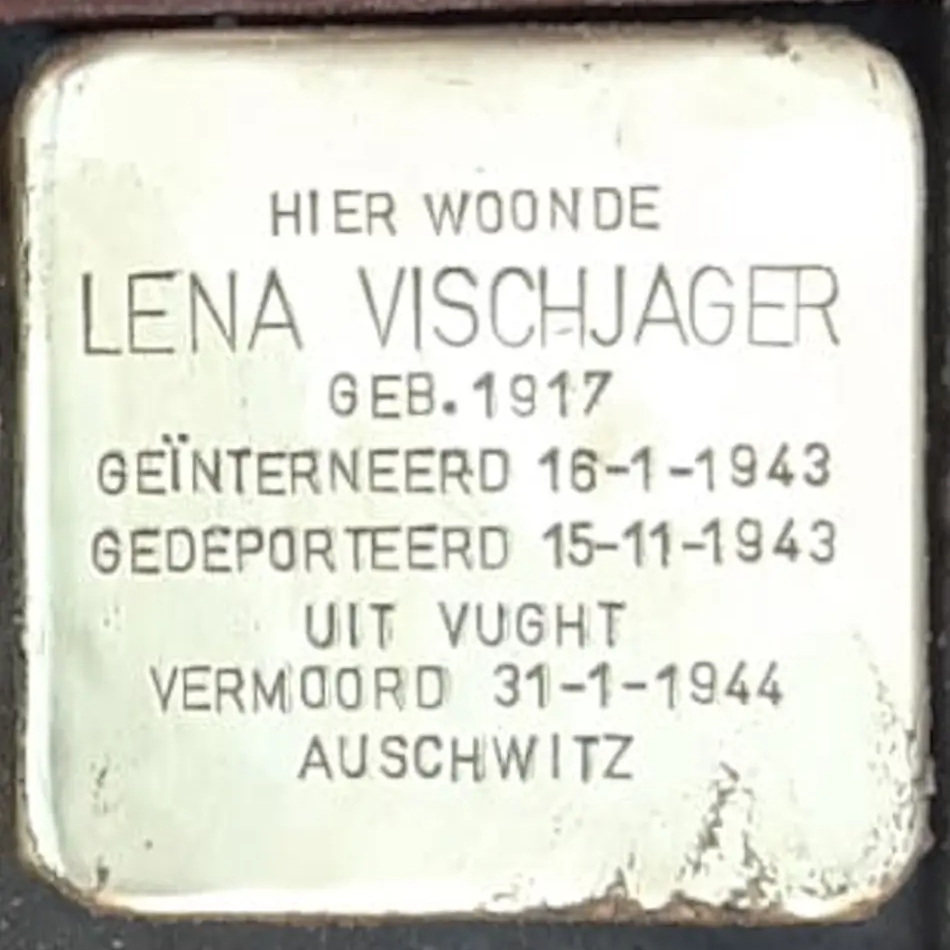 HIER WOONDE
LENA VISCHJAGER
GEB. 1917
GEÏNTERNEERD 16-1-1943
GEDEPORTEERD 15-11-1943
UIT VUGHT
VERMOORD 31-1-1944
AUSCHWITZ